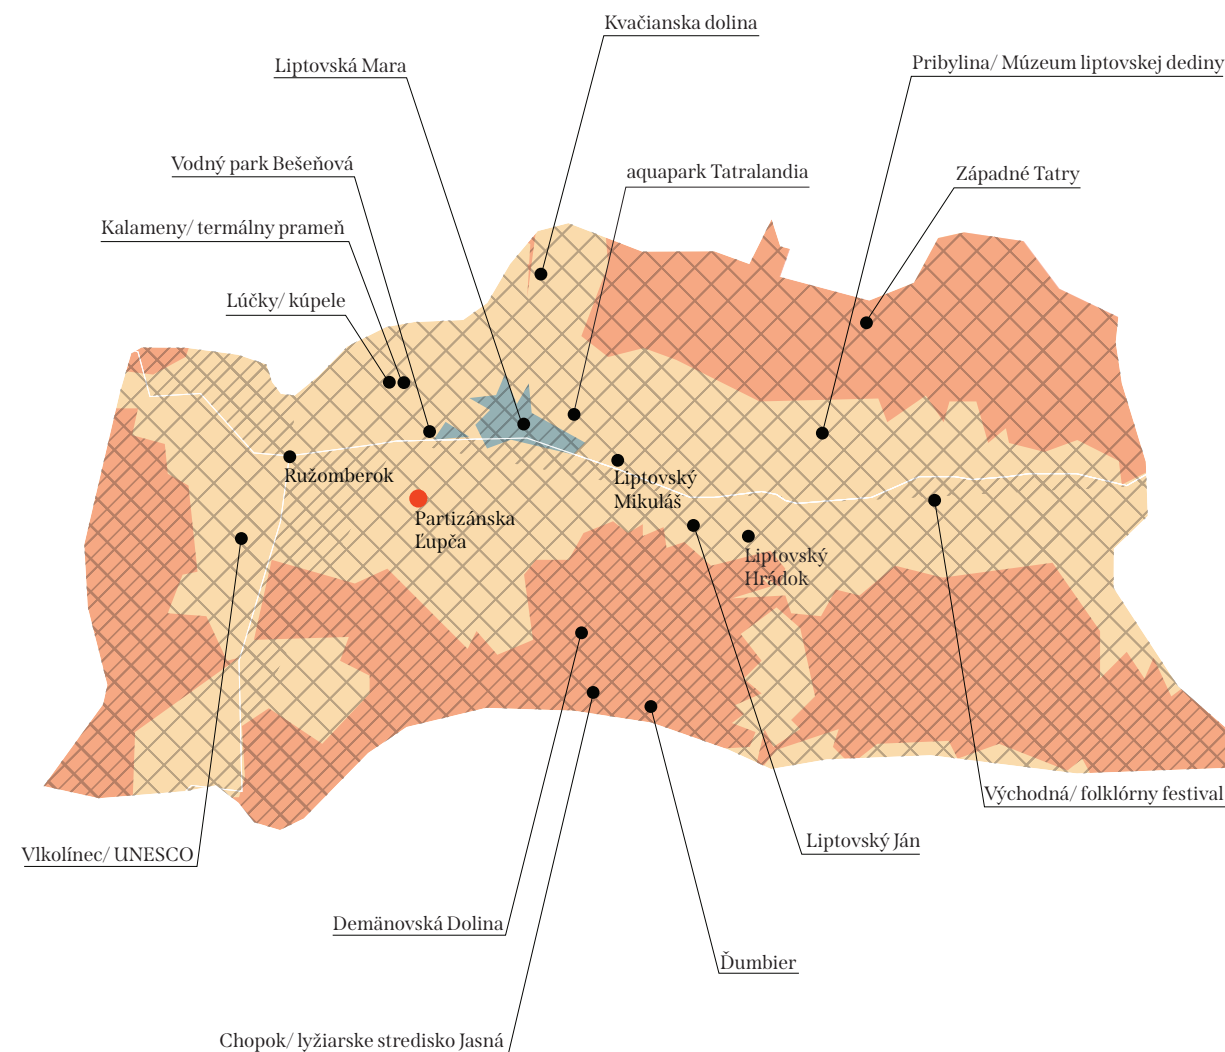 Kvačianska dolina
Liptovská Mara
Pribylina/ Múzeum liptovskej dediny
Vodný park Bešeňová
aquapark Tatralandia
Západné Tatry
Kalameny/ termálny prameň
Lúčky/ kúpele
Ružomberok
Liptovský
Mikuláš
Partizánska
Ľupča
Liptovský
Hrádok
Východná/ folklórny festival
Liptovský Ján
Vlkolínec/ UNESCO
Demänovská Dolina
Ďumbier
Chopok/ lyžiarske stredisko Jasná